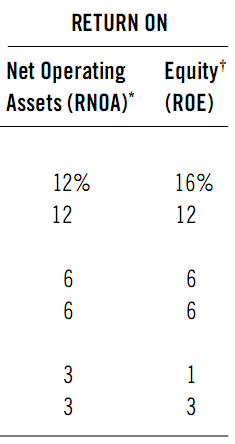 RETURN ON
Net Operating Equity†
Assets (RNOA)* (ROE)
12% 16%
12 12
6 6
6 6
3 1
3 3